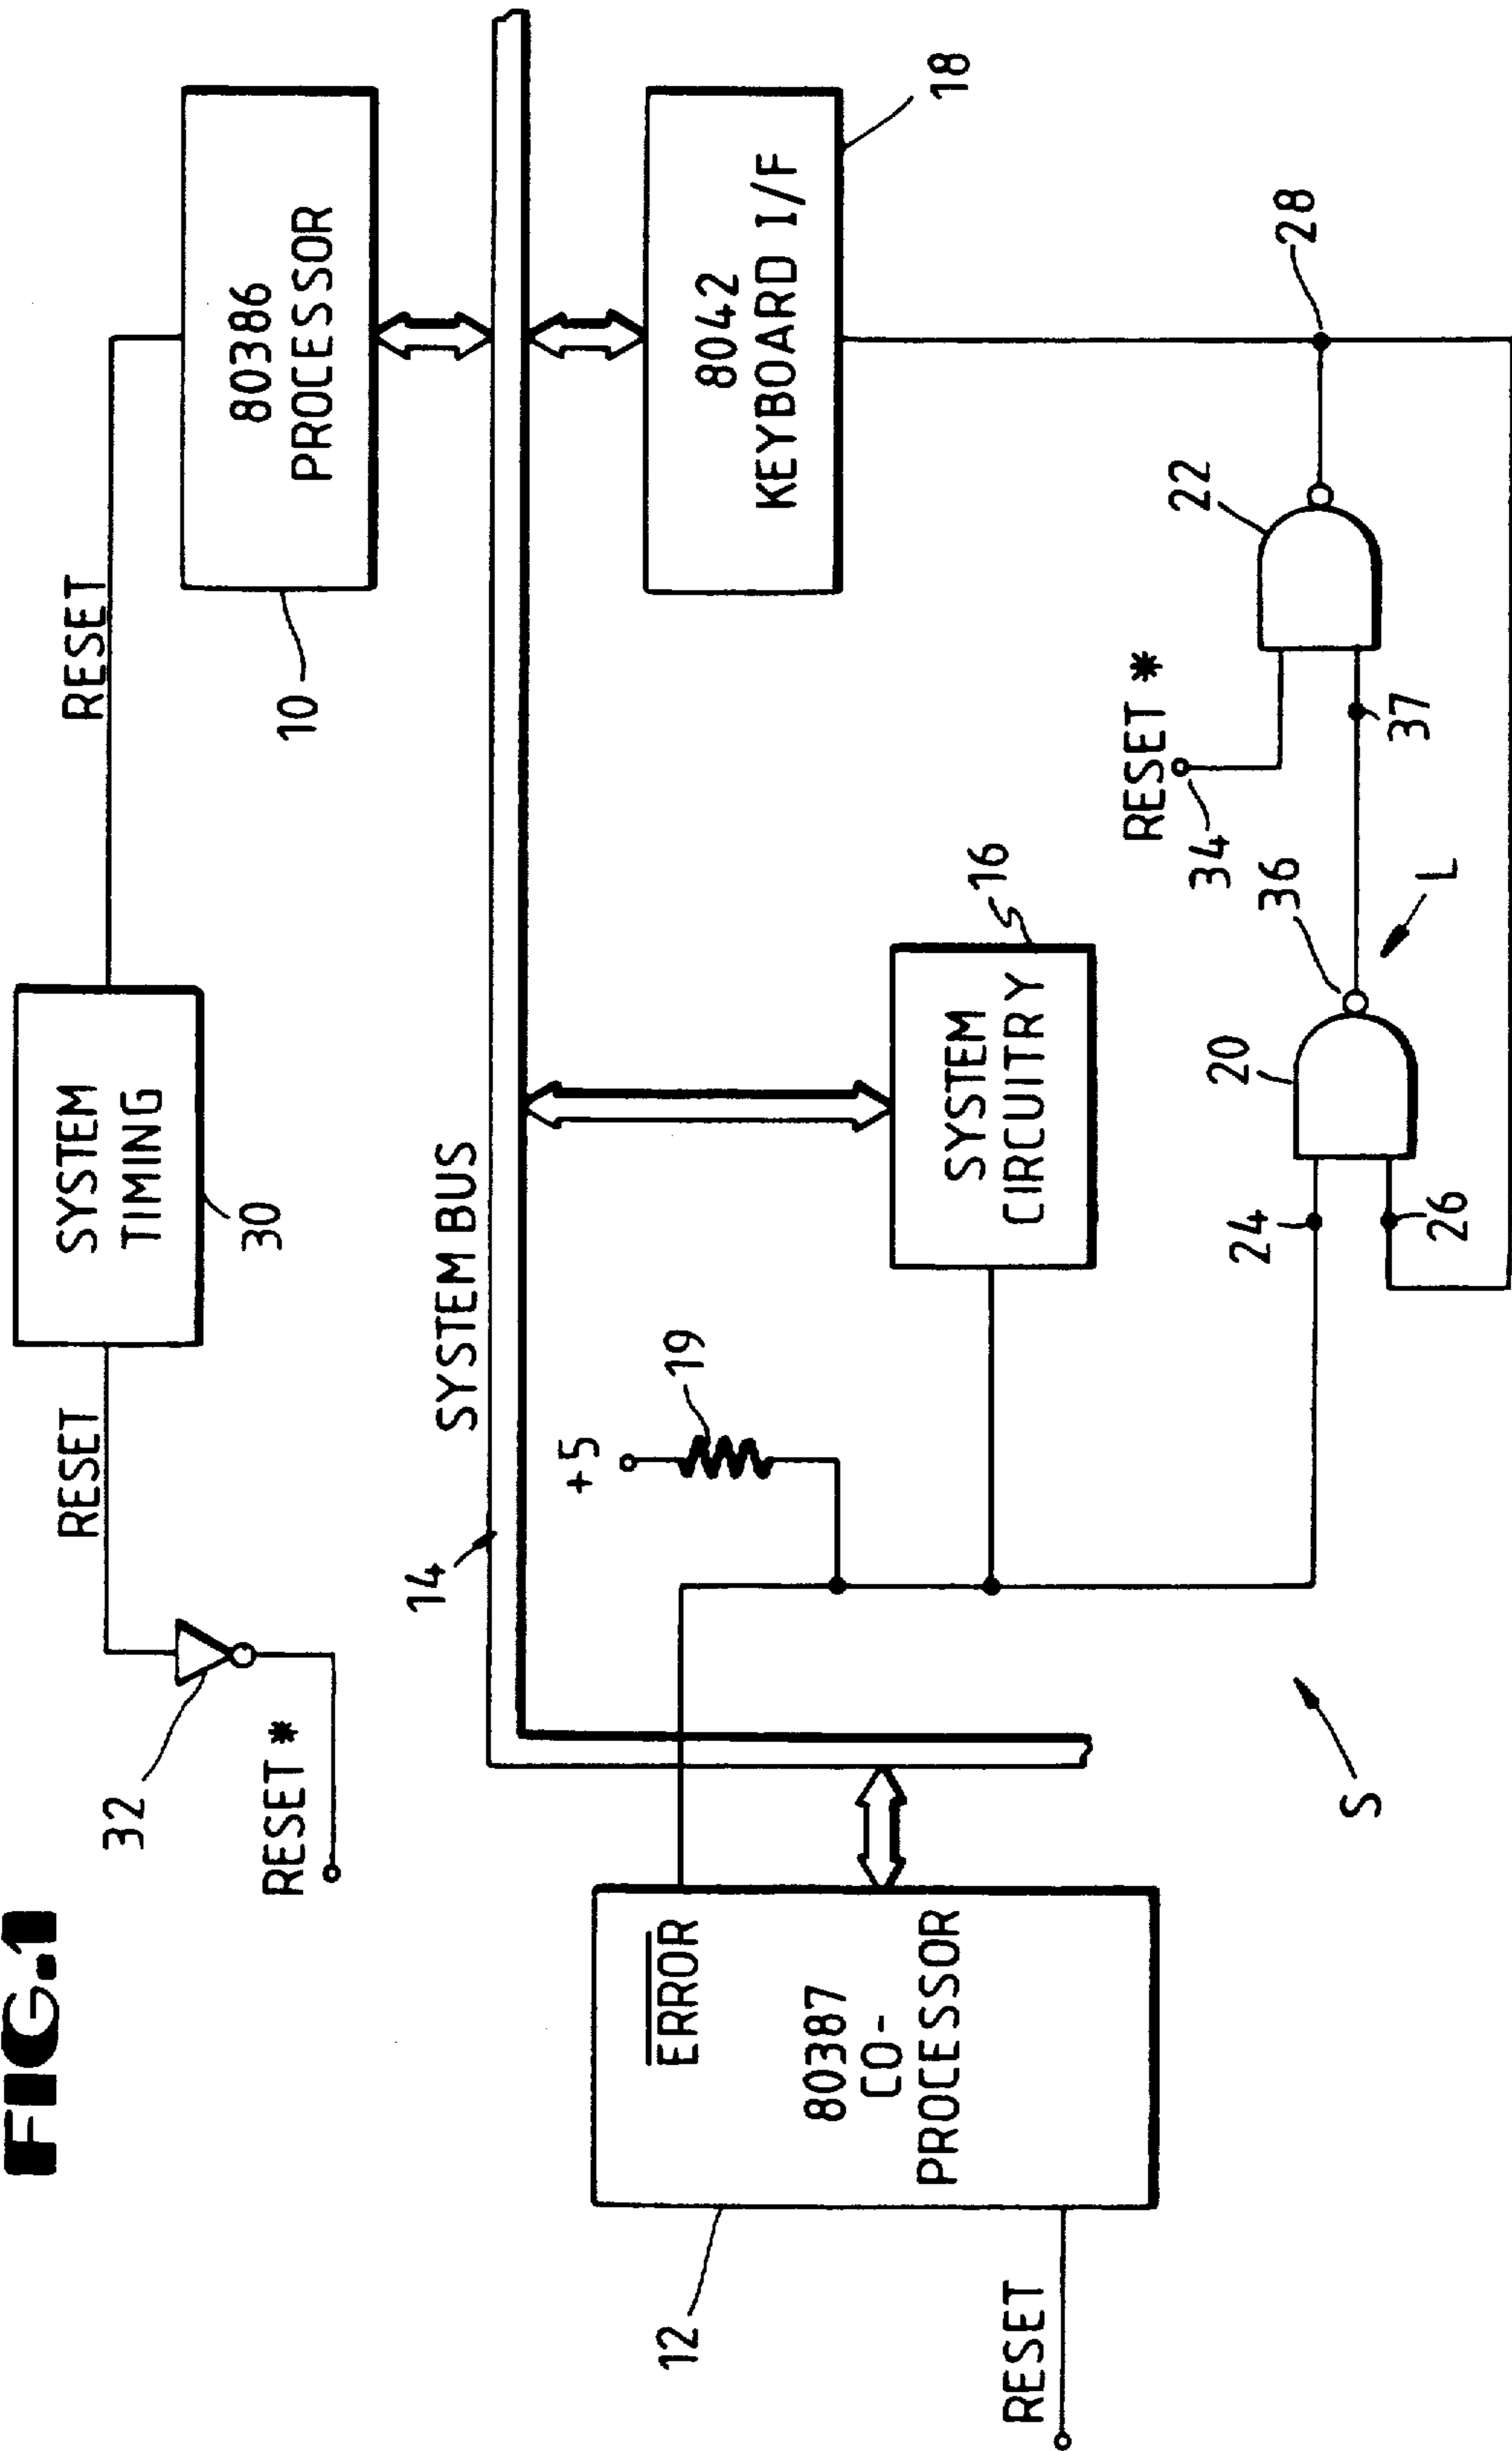 FIG.1
RESET
SYSTEM
TIMING
30
RESET
32
RESET *
80386
PROCESSOR
10
14
SYSTEM BUS
ERROR
80387
CO-
PROCESSOR
12
RESET
+5
19
SYSTEM
CIRCUITRY
16
8042
KEYBOARD I/F
18
RESET *
34
24
26
20
36
L
37
22
28
S